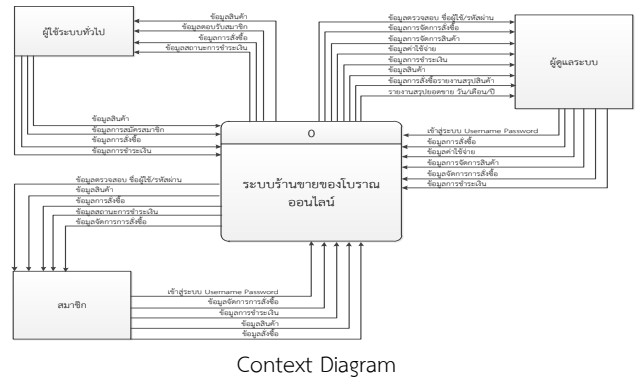 ผู้ใช้ระบบทั่วไป
ข้อมูลสินค้า
ข้อมูลตอบรับสมาชิก
ข้อมูลการสั่งซื้อ
ข้อมูลสถานะการชำระเงิน
ข้อมูลตรวจสอบ ชื่อผู้ใช้/รหัสผ่าน
ข้อมูลการจัดการสั่งซื้อ
ข้อมูลการจัดการสินค้า
ข้อมูลค่าใช้จ่าย
ข้อมูลการชำระเงิน
ข้อมูลสินค้า
ข้อมูลการสั่งซื้อรายงานสรุปสินค้า
รายงานสรุปยอดขาย วัน/เดือน/ปี
ผู้ดูแลระบบ
ข้อมูลสินค้า
ข้อมูลการสมัครสมาชิก
ข้อมูลการสั่งซื้อ
ข้อมูลการชำระเงิน
0
ระบบร้านขายของโบราณ
ออนไลน์
เข้าสู่ระบบ Username Password
ข้อมูลการสั่งซื้อ
ข้อมูลค่าใช้จ่าย
ข้อมูลการจัดการสินค้า
ข้อมูลจัดการการสั่งซื้อ
ข้อมูลการชำระเงิน
ข้อมูลตรวจสอบ ชื่อผู้ใช้/รหัสผ่าน
ข้อมูลสินค้า
ข้อมูลการสั่งซื้อ
ข้อมูลสถานะการชำระเงิน
ข้อมูลจัดการการสั่งซื้อ
สมาชิก
เข้าสู่ระบบ Username Password
ข้อมูลจัดการการสั่งซื้อ
ข้อมูลการชำระเงิน
ข้อมูลสินค้า
ข้อมูลการสั่งซื้อ
Context Diagram